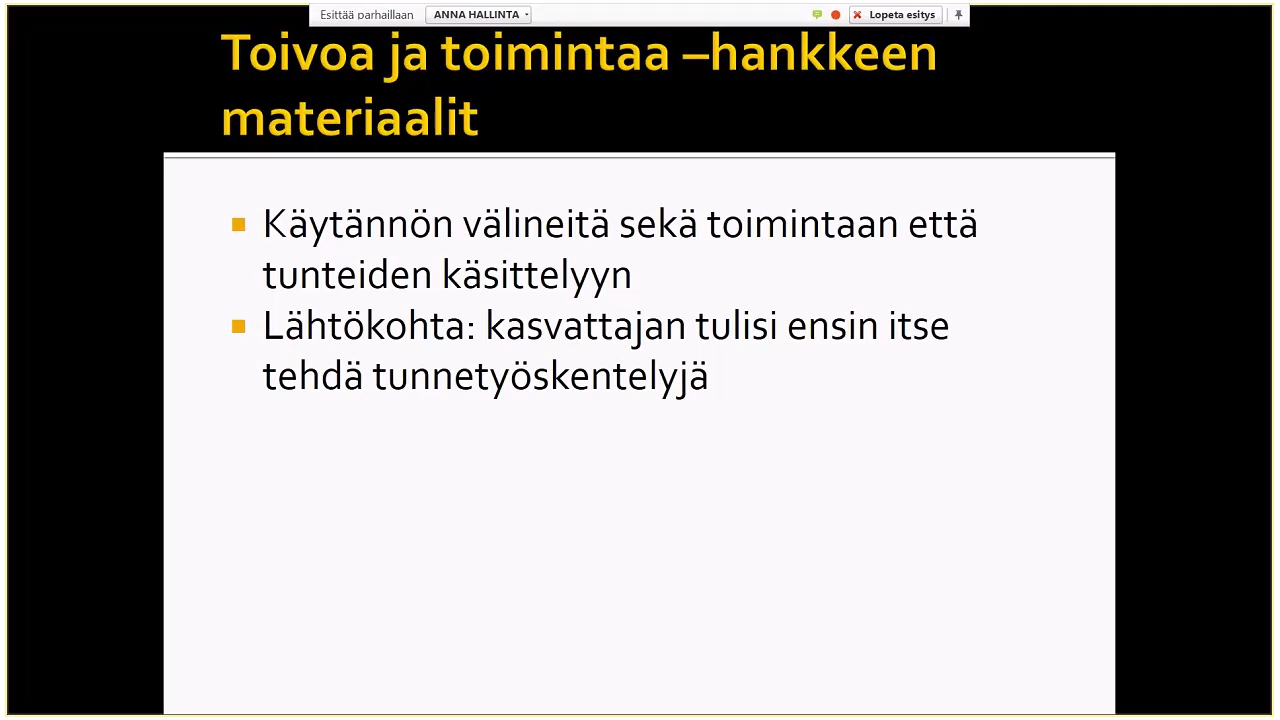 Esittää parhaillaan ANNA HALLINTA Lopeta esitys
Toivoa ja toimintaa –hankkeen
materiaalit
Käytännön välineitä sekä toimintaan että
tunteiden käsittelyyn
Lähtökohta: kasvattajan tulisi ensin itse
tehdä tunnetyöskentelyjä